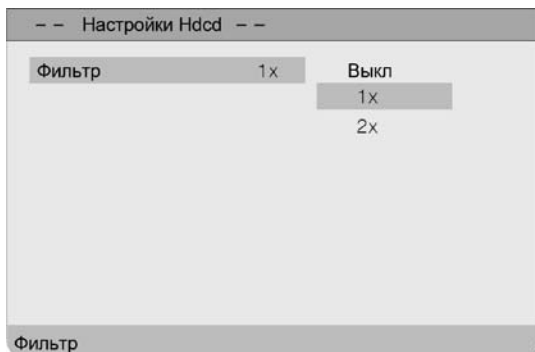 -- Настройки Hdcd --
Фильтр 1x Выкл
1x
2x
Фильтр